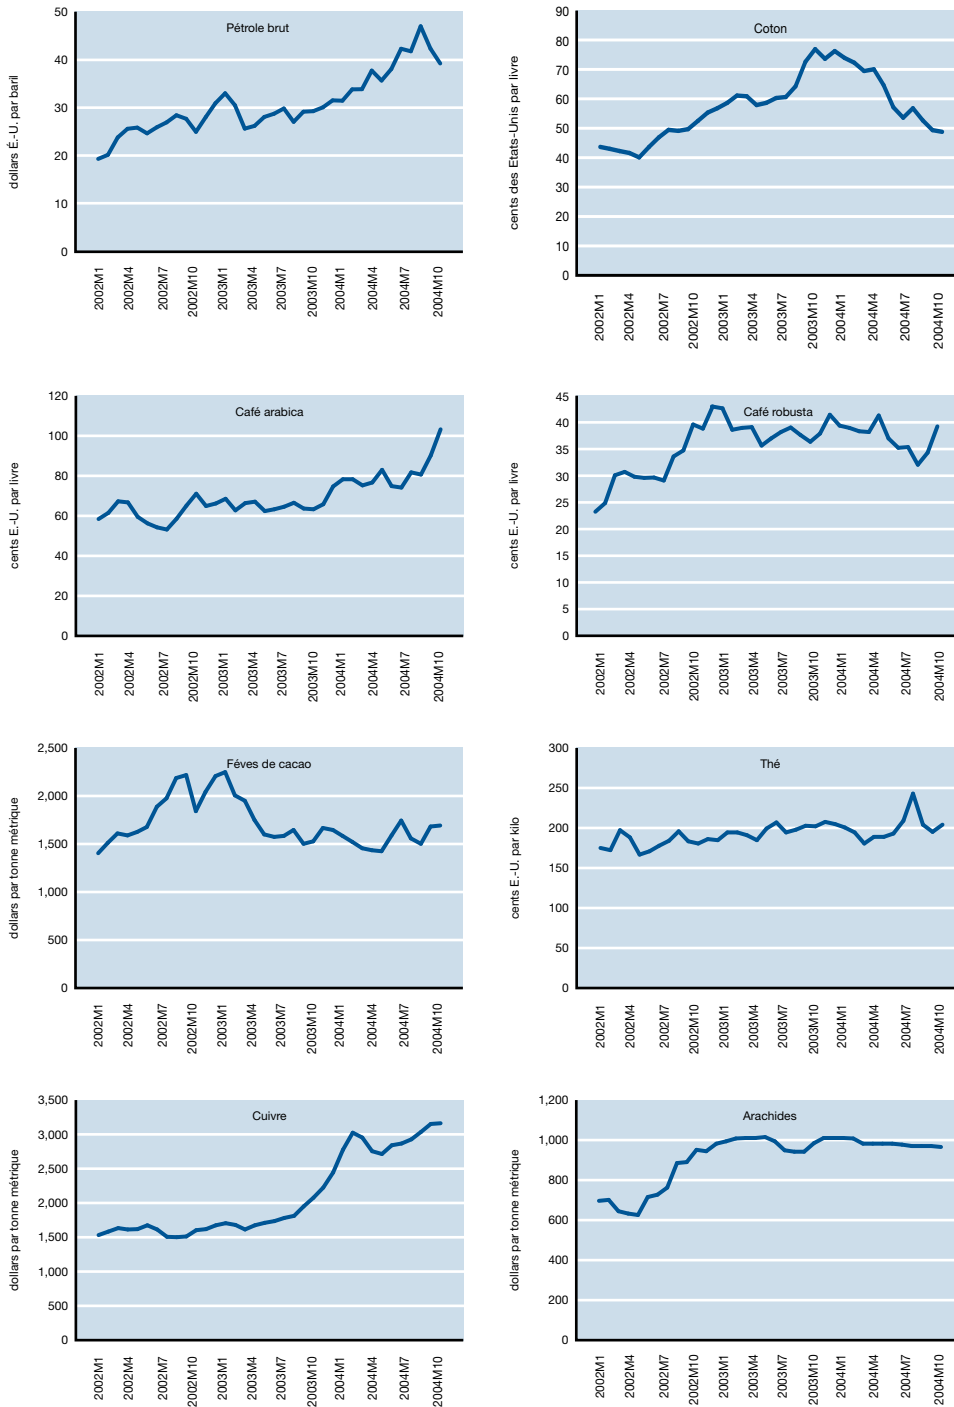 Pétrole brut
dollars É.-U. par baril
50
40
30
20
10
0
2002M1
2002M4
2002M7
2002M10
2003M1
2003M4
2003M7
2003M10
2004M1
2004M4
2004M7
2004M10
Coton
cents des Etats-Unis par livre
90
80
70
60
50
40
30
20
10
0
2002M1
2002M4
2002M7
2002M10
2003M1
2003M4
2003M7
2003M10
2004M1
2004M4
2004M7
2004M10
Café arabica
cents E.-U. par livre
120
100
80
60
40
20
0
2002M1
2002M4
2002M7
2002M10
2003M1
2003M4
2003M7
2003M10
2004M1
2004M4
2004M7
2004M10
Café robusta
cents E.-U. par livre
45
40
35
30
25
20
15
10
5
0
2002M1
2002M4
2002M7
2002M10
2003M1
2003M4
2003M7
2003M10
2004M1
2004M4
2004M7
2004M10
Féves de cacao
dollars par tonne métrique
2,500
2,000
1,500
1,000
500
0
2002M1
2002M4
2002M7
2002M10
2003M1
2003M4
2003M7
2003M10
2004M1
2004M4
2004M7
2004M10
Thé
cents E.-U. par kilo
300
250
200
150
100
50
0
2002M1
2002M4
2002M7
2002M10
2003M1
2003M4
2003M7
2003M10
2004M1
2004M4
2004M7
2004M10
Cuivre
dollars par tonne métrique
3,500
3,000
2,500
2,000
1,500
1,000
500
0
2002M1
2002M4
2002M7
2002M10
2003M1
2003M4
2003M7
2003M10
2004M1
2004M4
2004M7
2004M10
Arachides
dollars par tonne métrique
1,200
1,000
800
600
400
200
0
2002M1
2002M4
2002M7
2002M10
2003M1
2003M4
2003M7
2003M10
2004M1
2004M4
2004M7
2004M10